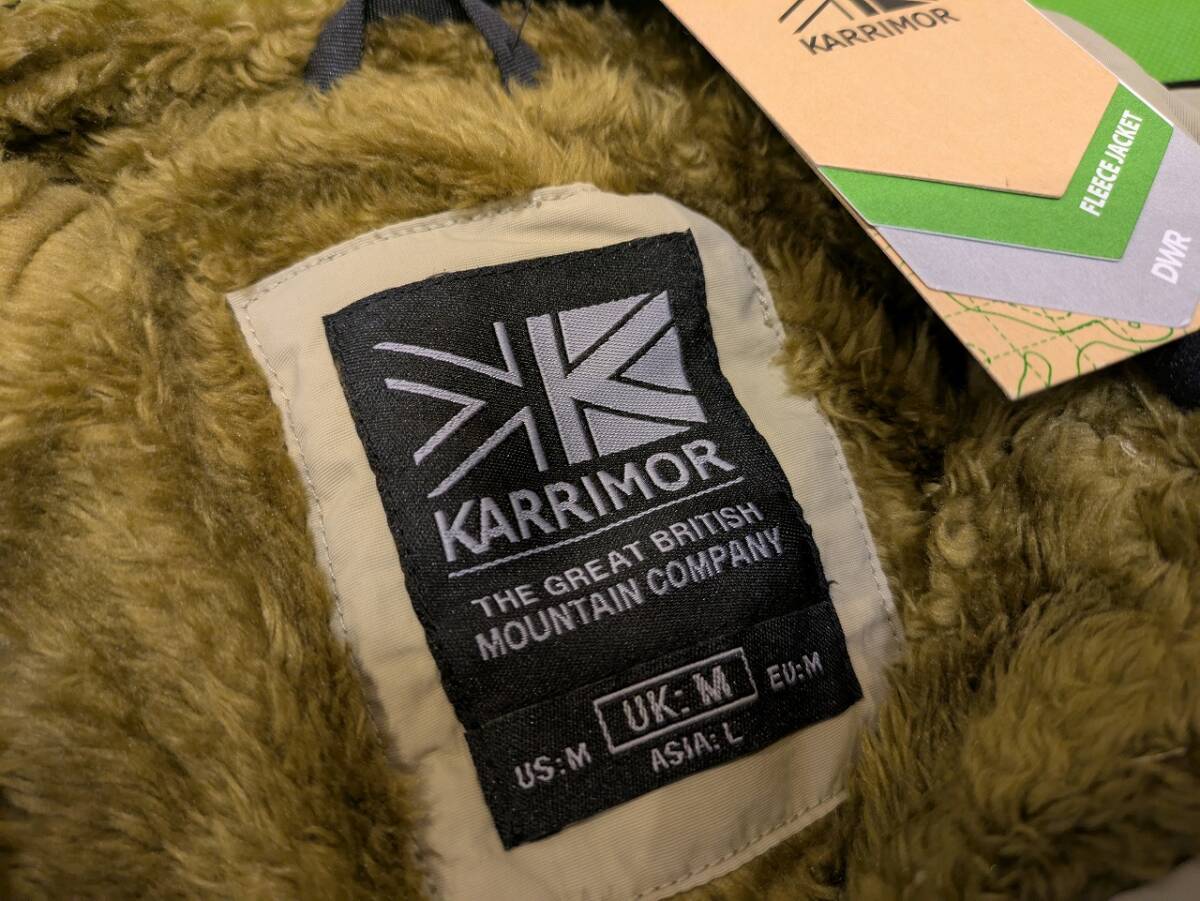 KARRIMOR
FLEECE JACKET
DWR
KARRIMOR
THE GREAT BRITISH
MOUNTAIN COMPANY
US:M
UK: M
EU:M
ASIA: L